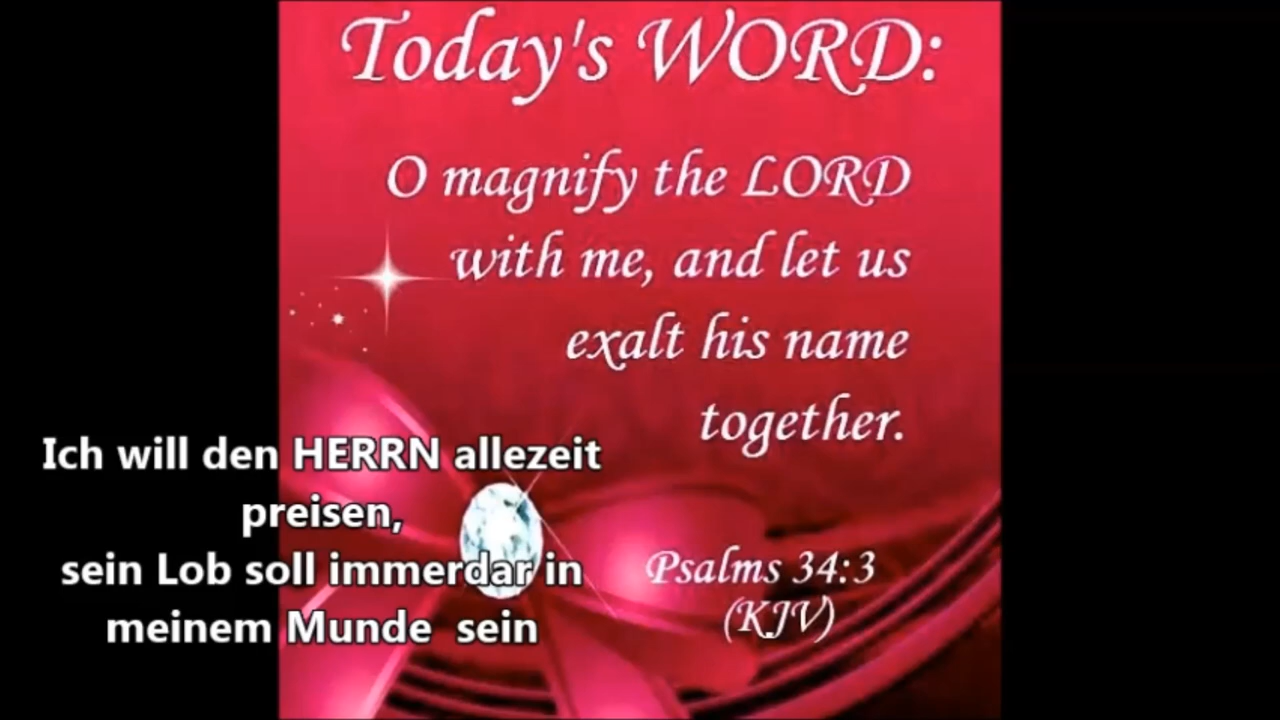 Today's WORD:
O magnify the LORD
with me, and let us
exalt his name
together.
Psalms 34:3
(KJV)
Ich will den HERRN allezeit
preisen,
sein Lob soll immerdar in
meinem Munde sein